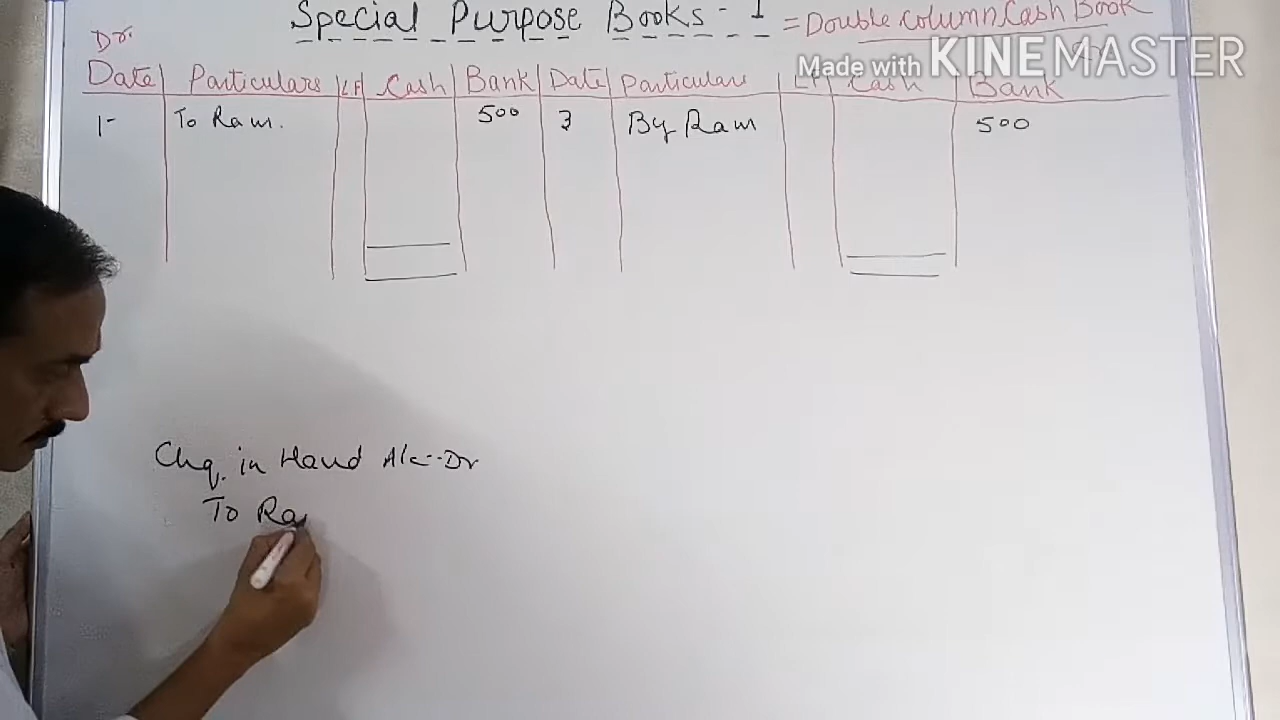 Special Purpose Books - I = Double column Cash Book
Dr.
Made with KINEMASTER
Date Particulars LF Cash Bank Date Particulars LF Cash Bank
1- To Ram. 500 3 By Ram 500
Chq. in Hand A/c--Dr
To Ra